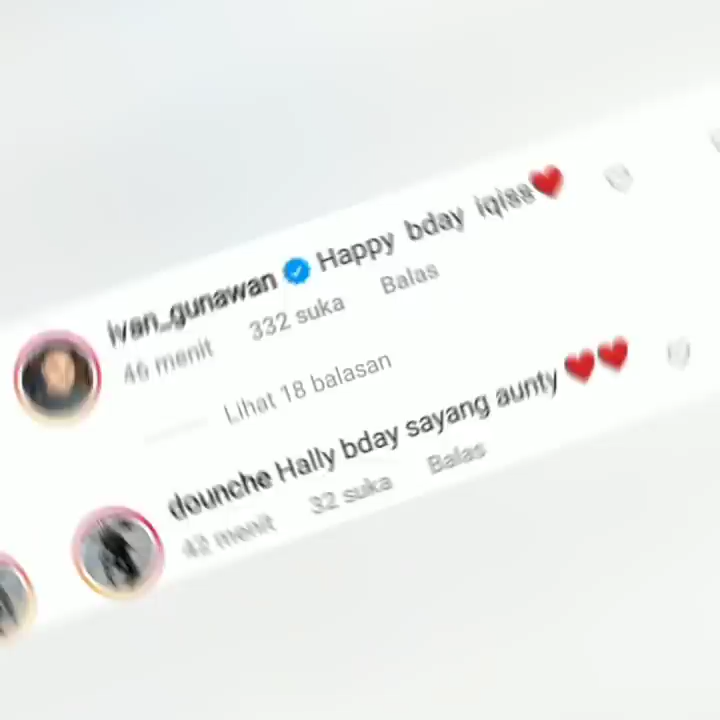 ivan_gunawan Happy bday iqiss❤️
46 menit 332 suka Balas
Lihat 18 balasan
dounche Hally bday sayang aunty ❤️❤️
42 menit 32 suka Balas